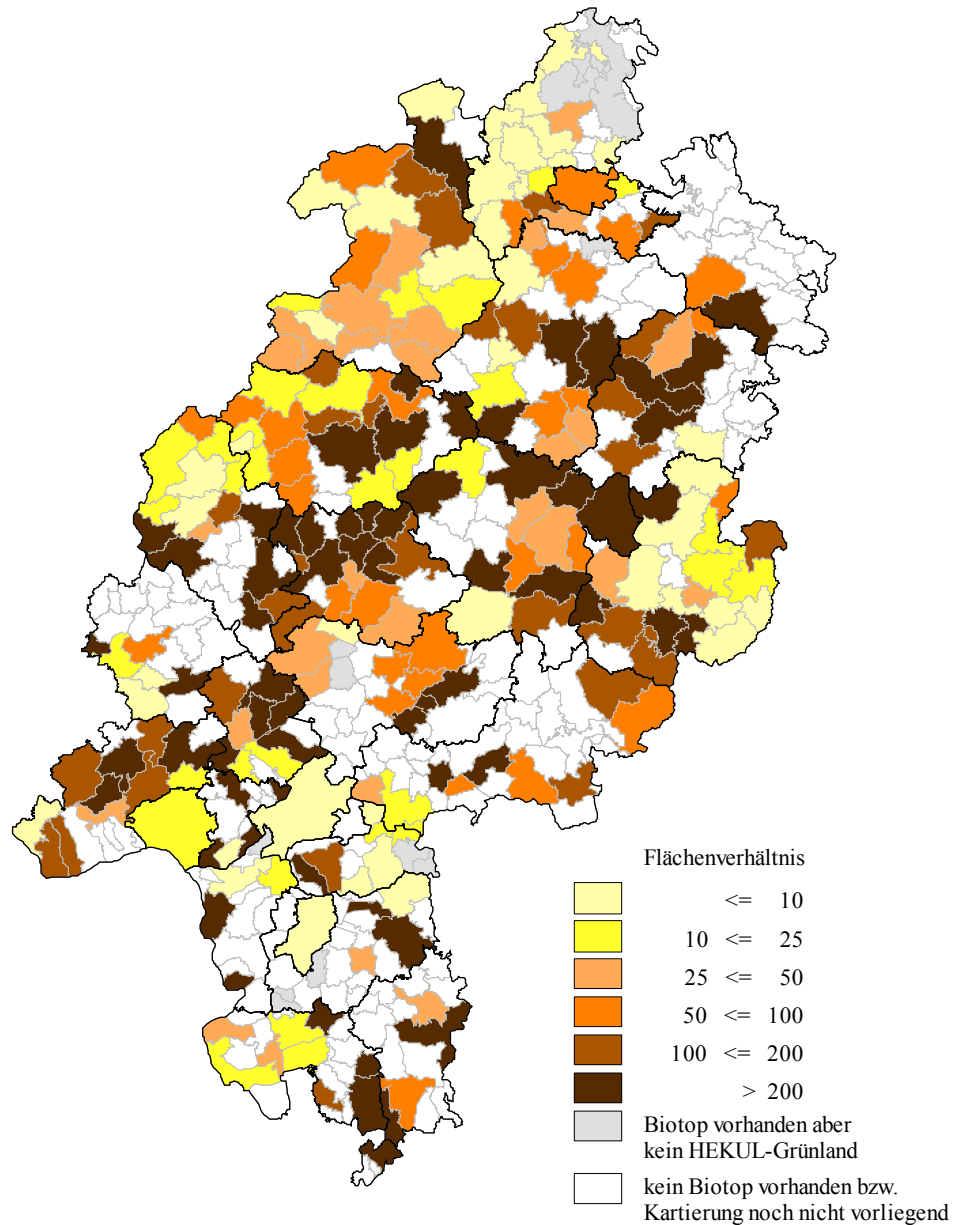 Flächenverhältnis
<= 10
10 <= 25
25 <= 50
50 <= 100
100 <= 200
> 200
Biotop vorhanden aber
kein HEKUL-Grünland
kein Biotop vorhanden bzw.
Kartierung noch nicht vorliegend